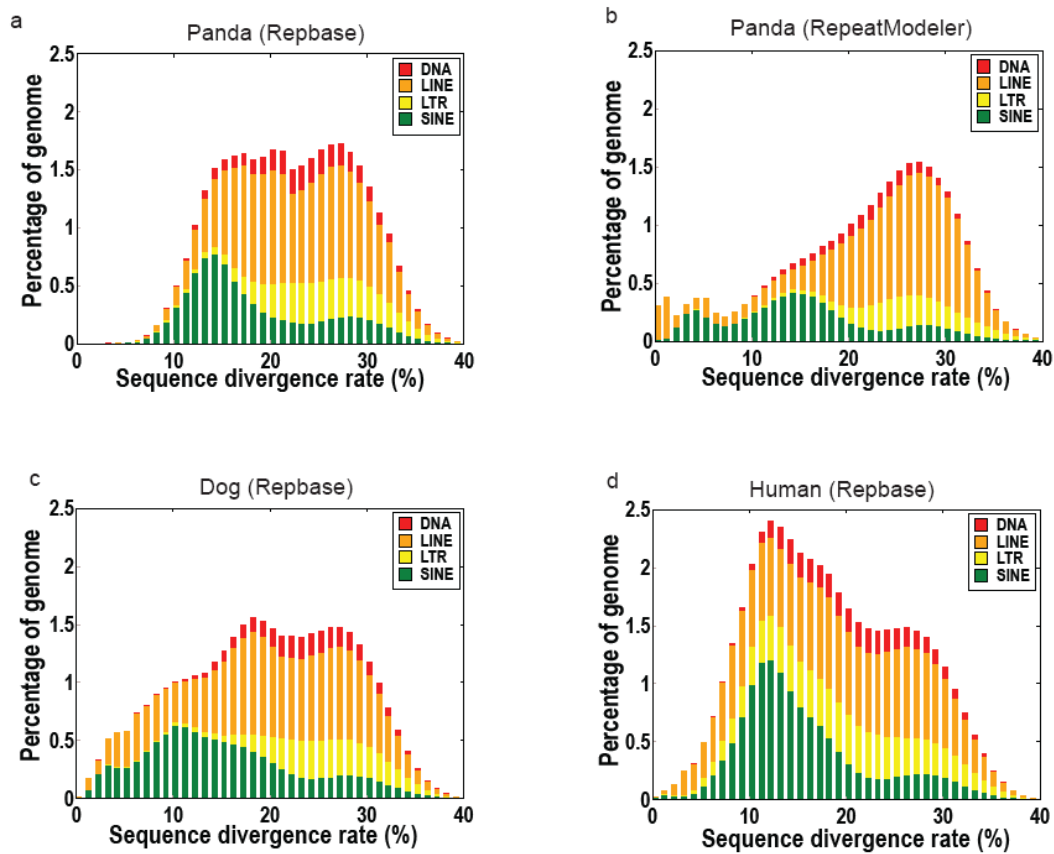 a
Panda (Repbase)
2.5
2
1.5
1
0.5
0
0
10
20
30
40
Percentage of genome
Sequence divergence rate (%)
DNA
LINE
LTR
SINE
b
Panda (RepeatModeler)
2.5
2
1.5
1
0.5
0
0
10
20
30
40
Percentage of genome
Sequence divergence rate (%)
DNA
LINE
LTR
SINE
c
Dog (Repbase)
2.5
2
1.5
1
0.5
0
0
10
20
30
40
Percentage of genome
Sequence divergence rate (%)
DNA
LINE
LTR
SINE
d
Human (Repbase)
2.5
2
1.5
1
0.5
0
0
10
20
30
40
Percentage of genome
Sequence divergence rate (%)
DNA
LINE
LTR
SINE